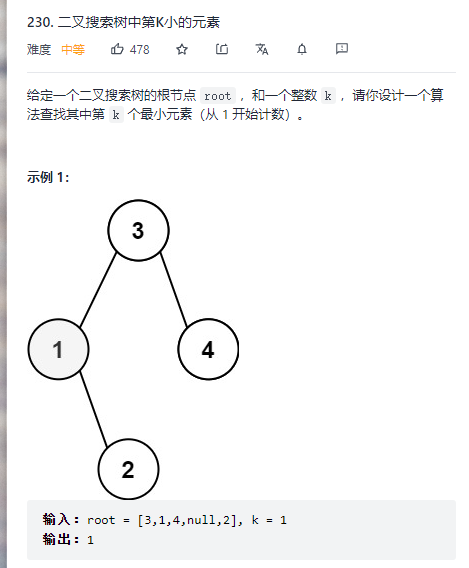 230. 二叉搜索树中第K小的元素
难度 中等 478
给定一个二叉搜索树的根节点 root ，和一个整数 k ，请你设计一个算
法查找其中第 k 个最小元素（从 1 开始计数）。
示例 1：
3
1
4
2
输入：root = [3,1,4,null,2], k = 1
输出：1